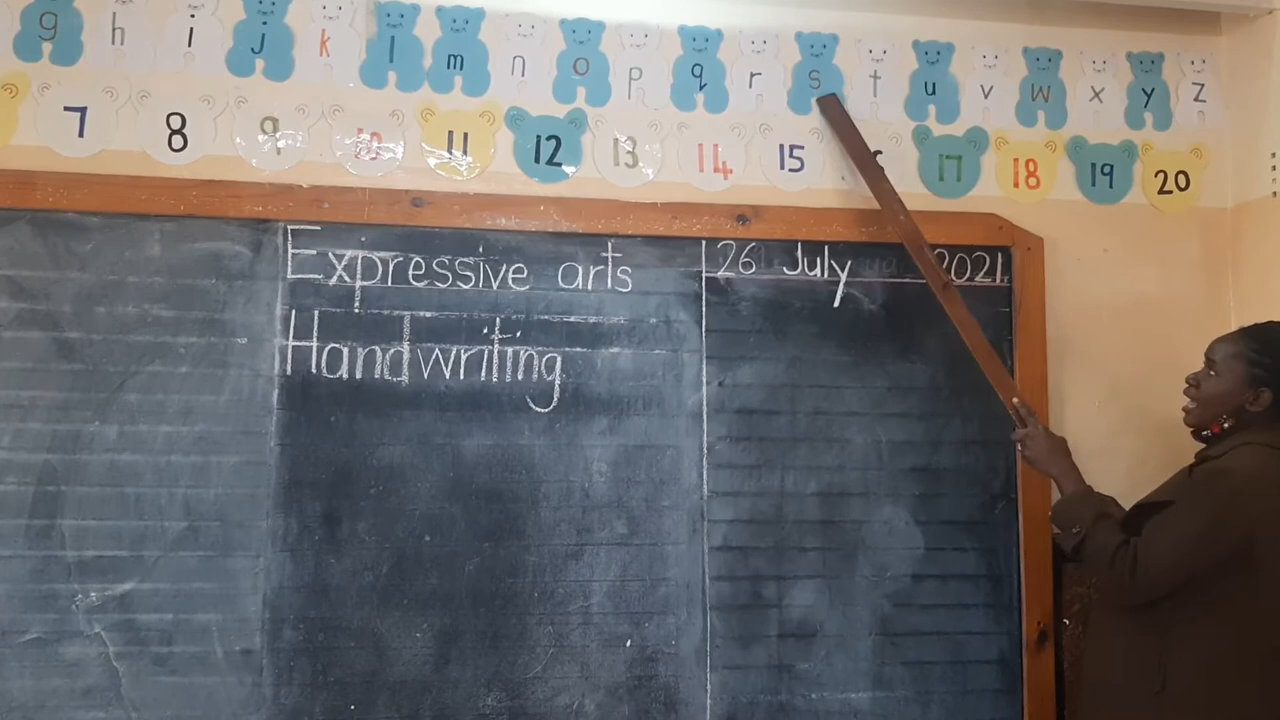 g h i j k l m n o p q r s t u v w x y z
7 8 9 10 11 12 13 14 15 17 18 19 20
Expressive arts
26 July 2021
Handwriting